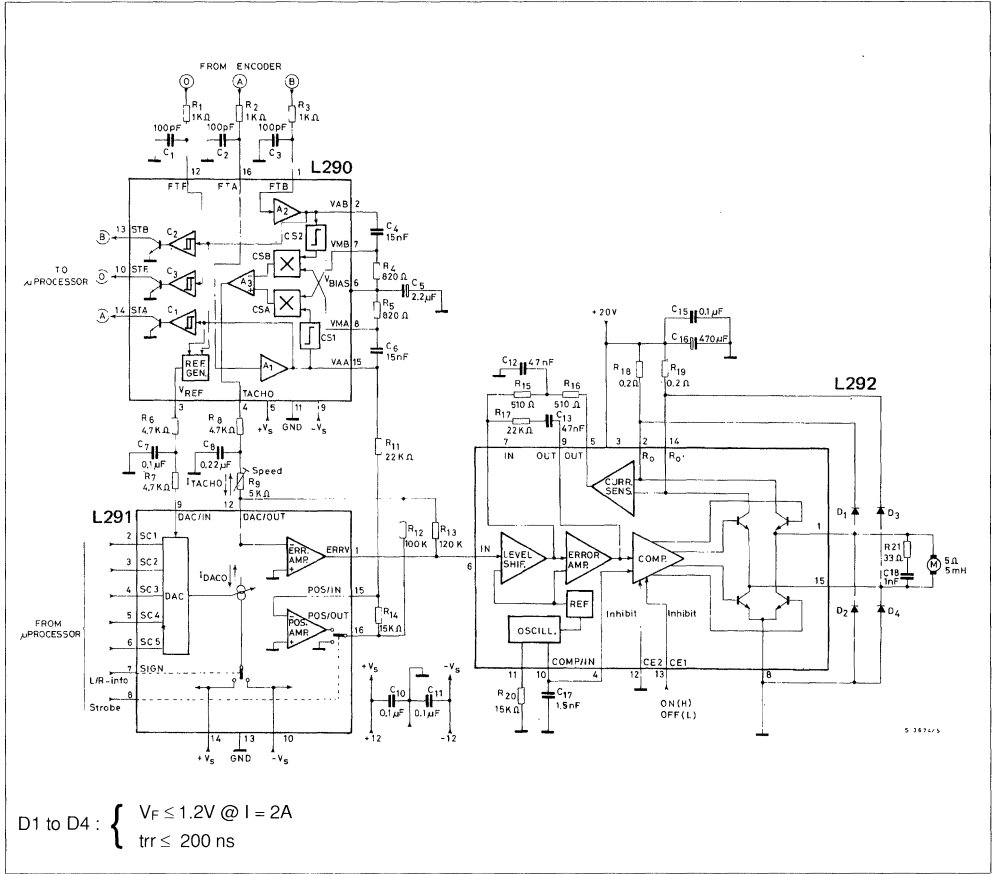 FROM ENCODER
O A B
R1 1KΩ
R2 1KΩ
R3 1KΩ
100pF C1
100pF C2
100pF C3
12 16 1
L290
FTF FTA FTB
A2
VAB 2
C4 15nF
CS2
13 STB
C2
B
VMB 7
CSB
R4 820Ω
TO μPROCESSOR
10 STF
C3
O
A3
VBIAS 6
C5 2.2μF
CSA
R5 820Ω
14 STA
C1
A
VMA 8
CS1
C6 15nF
REF. GEN.
A1
VAA 15
VREF
TACHO
3 4 5 11 9
+Vs GND -Vs
R6 4.7KΩ
R8 4.7KΩ
C7 0.1μF
C8 0.22μF
R7 4.7KΩ
ITACHO
Speed
R9 5KΩ
R11 22KΩ
9 12
L291
DAC/IN DAC/OUT
R12 100K
R13 120K
2 SC1
3 SC2
4 SC3
5 SC4
6 SC5
DAC
IDACO
ERR. AMP.
ERRV 1
POS/IN 15
POS/OUT
POS. AMP.
16
R14 15KΩ
FROM μPROCESSOR
7 SIGN
L/R-info
8
Strobe
14 13 10
+Vs GND -Vs
+Vs -Vs
C10 0.1μF
C11 0.1μF
+12 -12
+20V
C15 0.1μF
C16 470μF
R18 0.2Ω
R19 0.2Ω
L292
C12 47nF
R15 510Ω
R16 510Ω
R17 22KΩ
C13 47nF
7 9 5 3 2 14
IN OUT OUT Ro Ro'
CURR. SENS.
IN 6
LEVEL SHIF.
ERROR AMP.
COMP.
REF
OSCILL.
Inhibit Inhibit
COMP/IN
CE2 CE1
11 10 4 12 13 8
R20 15KΩ
C17 1.5nF
ON(H)
OFF(L)
1
15
D1 D3
D2 D4
R21 33Ω
C18 1nF
M
5Ω
5mH
S 3674/5
D1 to D4 : { VF ≤ 1.2V @ I = 2A
trr ≤ 200 ns